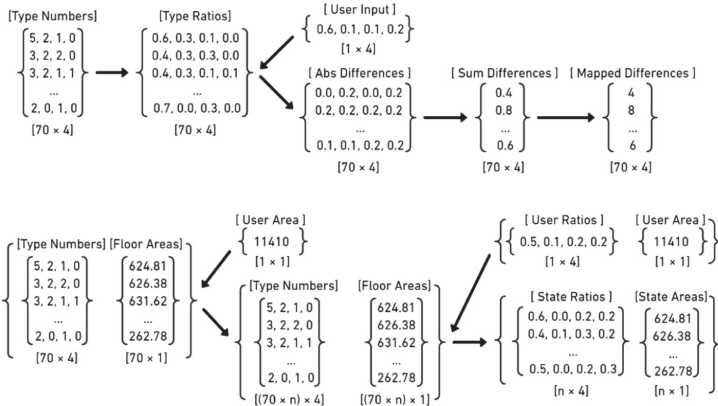 [Type Numbers]
5, 2, 1, 0
3, 2, 2, 0
3, 2, 1, 1
...
2, 0, 1, 0
[70 × 4]
[Type Ratios]
0.6, 0.3, 0.1, 0.0
0.4, 0.3, 0.3, 0.0
0.4, 0.3, 0.1, 0.1
...
0.7, 0.0, 0.3, 0.0
[70 × 4]
[ User Input ]
0.6, 0.1, 0.1, 0.2
[1 × 4]
[ Abs Differences ]
0.0, 0.2, 0.0, 0.2
0.2, 0.2, 0.2, 0.2
...
0.1, 0.1, 0.2, 0.2
[70 × 4]
[ Sum Differences ]
0.4
0.8
...
0.6
[70 × 4]
[ Mapped Differences ]
4
8
...
6
[70 × 4]
[Type Numbers]
5, 2, 1, 0
3, 2, 2, 0
3, 2, 1, 1
...
2, 0, 1, 0
[70 × 4]
[Floor Areas]
624.81
626.38
631.62
...
262.78
[70 × 1]
[ User Area ]
11410
[1 × 1]
[Type Numbers]
5, 2, 1, 0
3, 2, 2, 0
3, 2, 1, 1
...
2, 0, 1, 0
[(70 × n) × 4]
[Floor Areas]
624.81
626.38
631.62
...
262.78
[(70 × n) × 1]
[ User Ratios ]
0.5, 0.1, 0.2, 0.2
[1 × 4]
[ User Area ]
11410
[1 × 1]
[ State Ratios ]
0.6, 0.0, 0.2, 0.2
0.4, 0.1, 0.3, 0.2
...
0.5, 0.0, 0.2, 0.3
[n × 4]
[State Areas]
624.81
626.38
...
262.78
[n × 1]